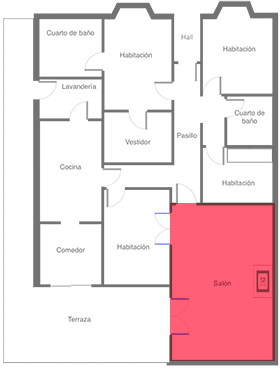 Cuarto de baño
Hall
Habitación
Habitación
Lavandería
Cuarto de
baño
Pasillo
Vestidor
Cocina
Habitación
Habitación
Comedor
Salón
Terraza